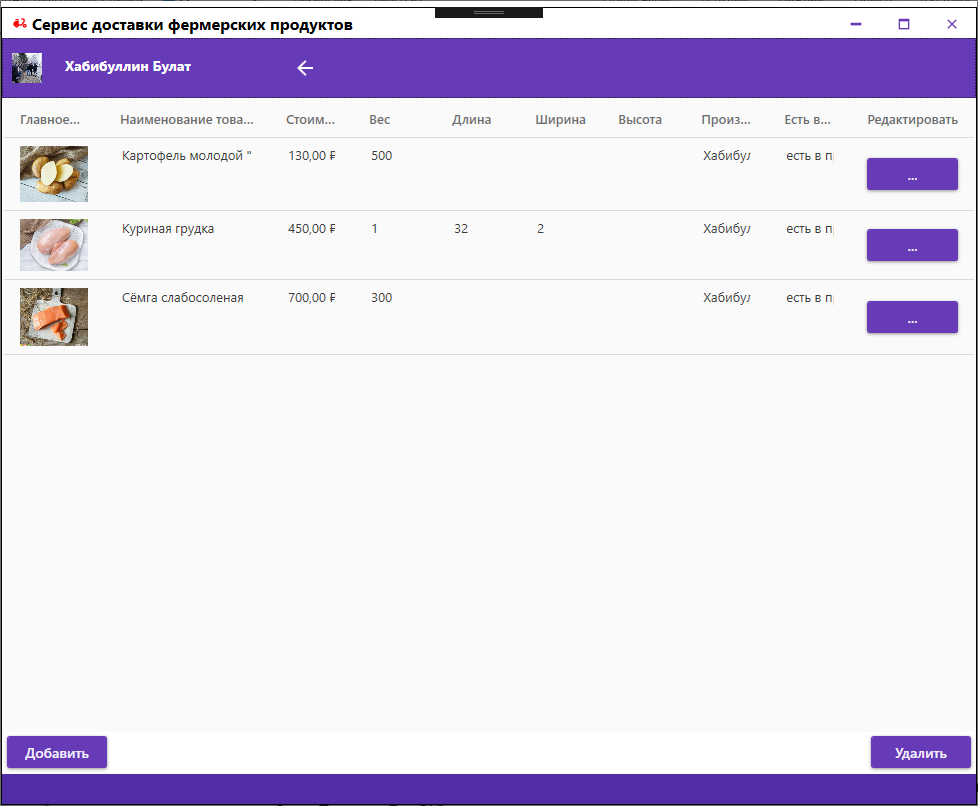 Сервис доставки фермерских продуктов
Хабибуллин Булат
Главное... Наименование това... Стоим... Вес Длина Ширина Высота Произ... Есть в... Редактировать
Картофель молодой " 130,00 ₽ 500 Хабибул есть в п ...
Куриная грудка 450,00 ₽ 1 32 2 Хабибул есть в п ...
Сёмга слабосоленая 700,00 ₽ 300 Хабибул есть в п ...
Добавить Удалить